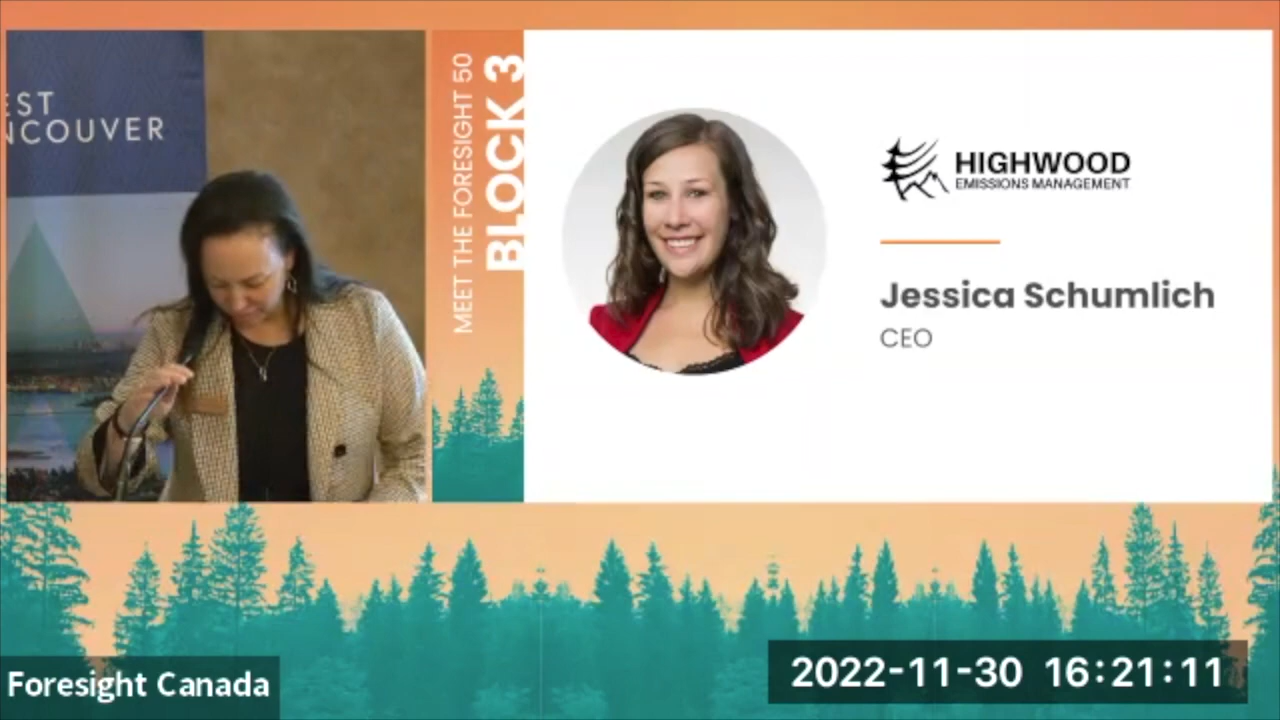 EST
NCOUVER
MEET THE FORESIGHT 50
BLOCK 3
HIGHWOOD
EMISSIONS MANAGEMENT
Jessica Schumlich
CEO
Foresight Canada
2022-11-30 16:21:11